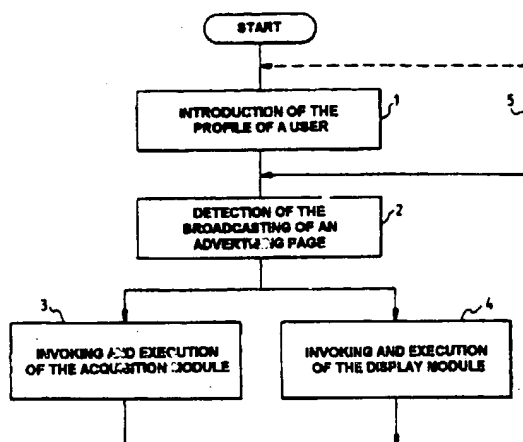 START
1
5
INTRODUCTION OF THE
PROFILE OF A USER
2
DETECTION OF THE
BROADCASTING OF AN
ADVERTISING PAGE
3
4
INVOKING AND EXECUTION
OF THE ACQUISITION MODULE
INVOKING AND EXECUTION
OF THE DISPLAY MODULE